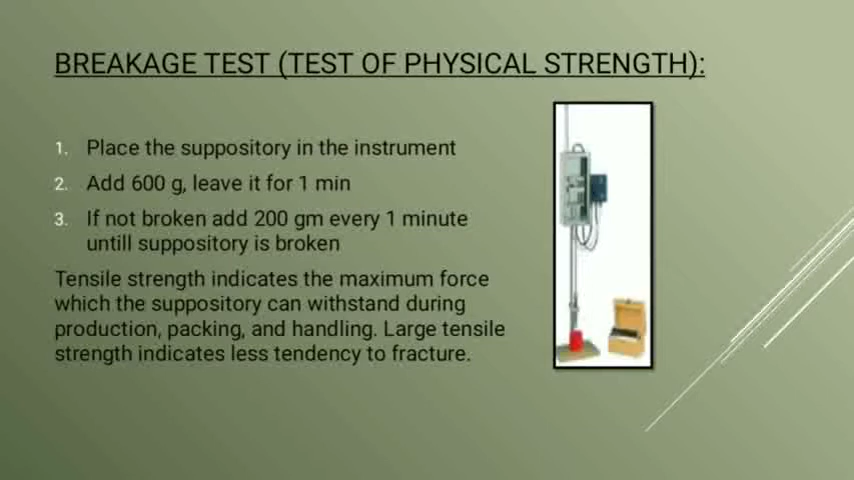 BREAKAGE TEST (TEST OF PHYSICAL STRENGTH):
1. Place the suppository in the instrument
2. Add 600 g, leave it for 1 min
3. If not broken add 200 gm every 1 minute
untill suppository is broken
Tensile strength indicates the maximum force
which the suppository can withstand during
production, packing, and handling. Large tensile
strength indicates less tendency to fracture.